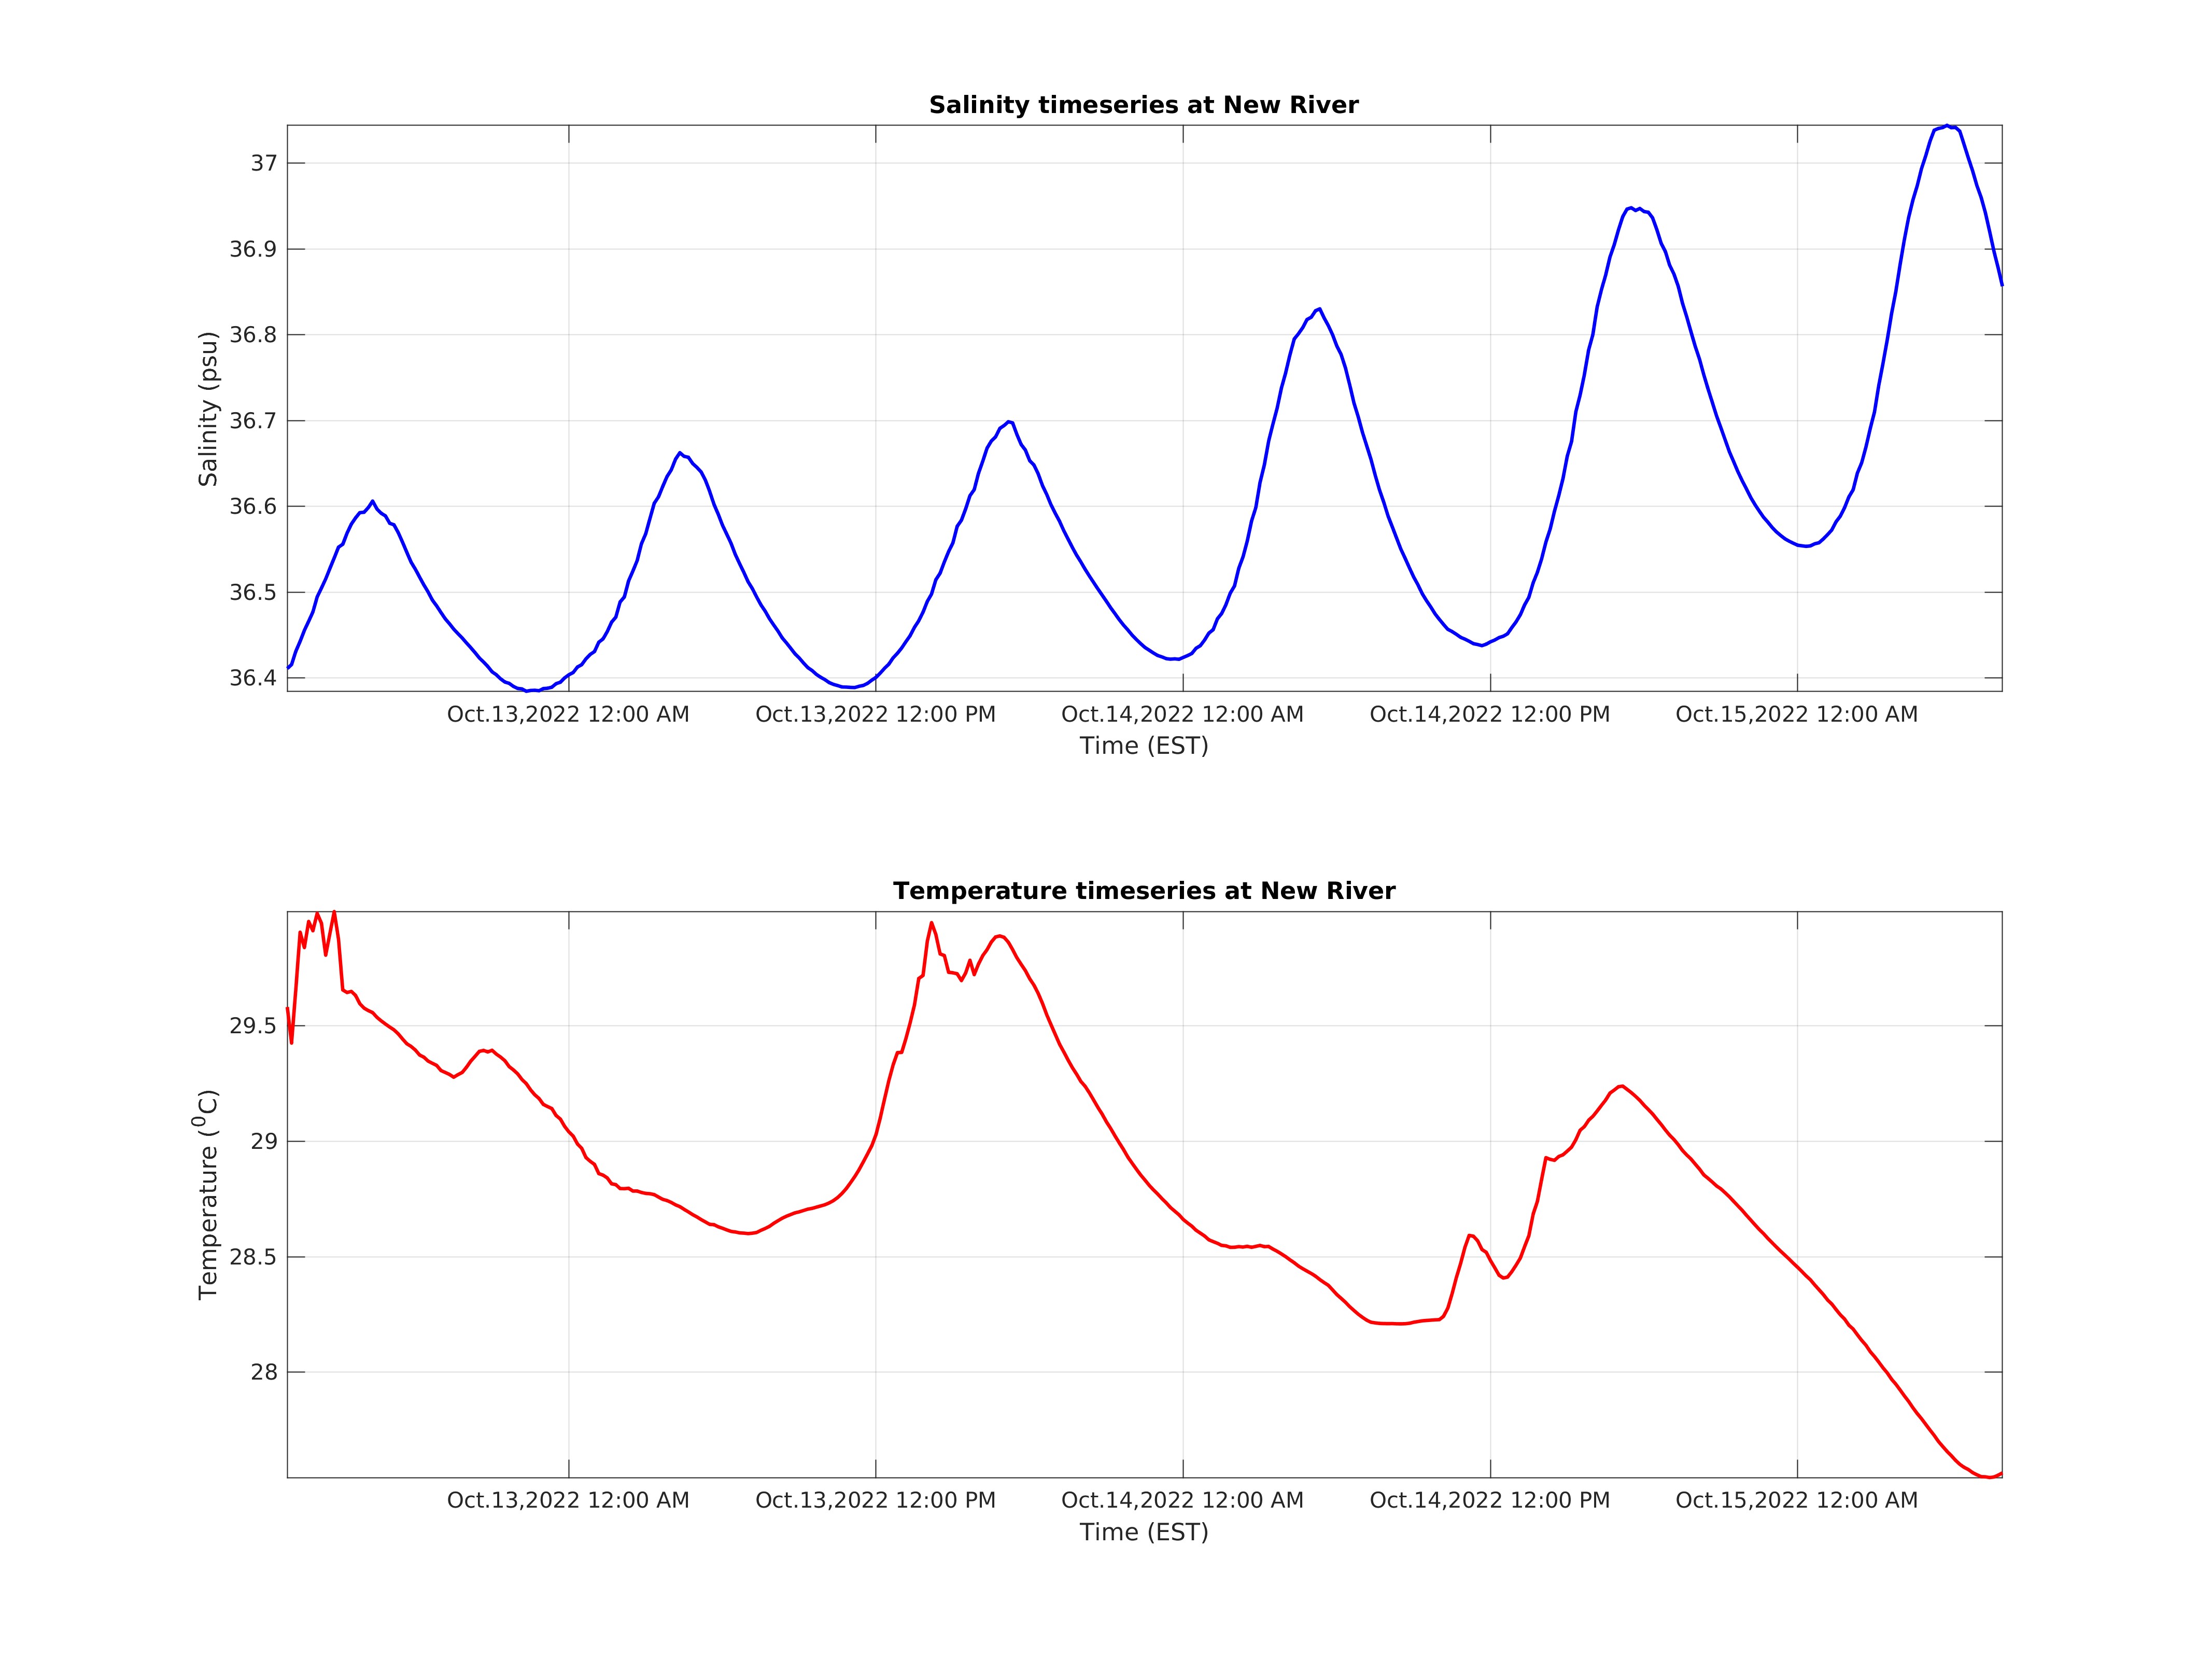 Salinity timeseries at New River
Salinity (psu)
37
36.9
36.8
36.7
36.6
36.5
36.4
Oct.13,2022 12:00 AM Oct.13,2022 12:00 PM Oct.14,2022 12:00 AM Oct.14,2022 12:00 PM Oct.15,2022 12:00 AM
Time (EST)
Temperature timeseries at New River
Temperature (⁰C)
29.5
29
28.5
28
Oct.13,2022 12:00 AM Oct.13,2022 12:00 PM Oct.14,2022 12:00 AM Oct.14,2022 12:00 PM Oct.15,2022 12:00 AM
Time (EST)